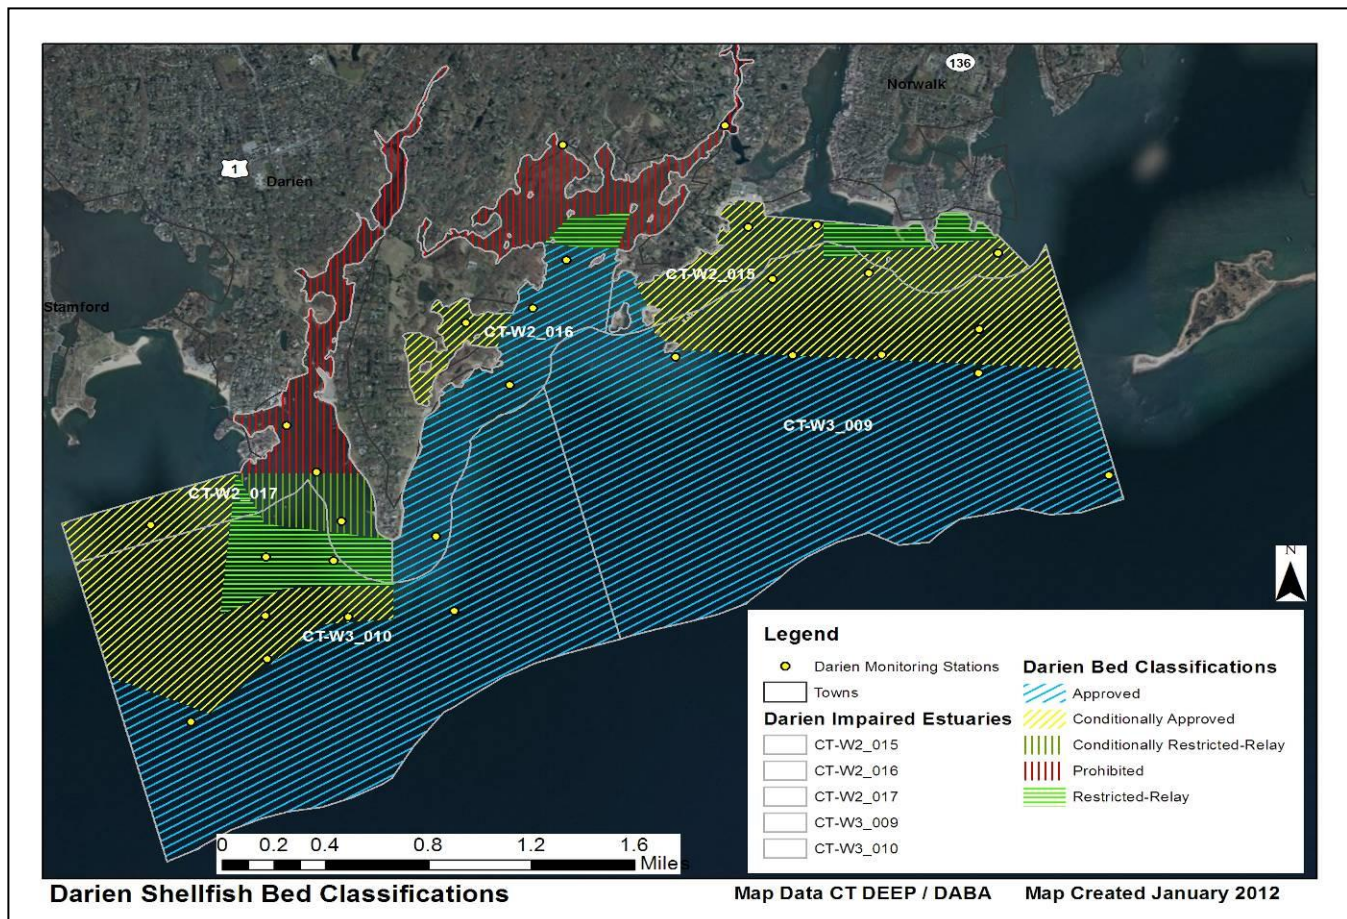 136
Norwalk
1
Darien
CT-W2_015
Stamford
CT-W2_016
CT-W3_009
CT-W2_017
CT-W3_010
N
Legend
Darien Monitoring Stations
Towns
Darien Impaired Estuaries
CT-W2_015
CT-W2_016
CT-W2_017
CT-W3_009
CT-W3_010
Darien Bed Classifications
Approved
Conditionally Approved
Conditionally Restricted-Relay
Prohibited
Restricted-Relay
0 0.2 0.4 0.8 1.2 1.6
Miles
Darien Shellfish Bed Classifications
Map Data CT DEEP / DABA
Map Created January 2012